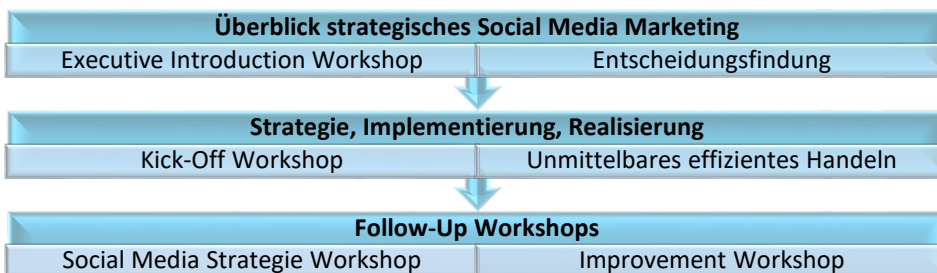 Überblick strategisches Social Media Marketing
Executive Introduction Workshop Entscheidungsfindung
Strategie, Implementierung, Realisierung
Kick-Off Workshop Unmittelbares effizientes Handeln
Follow-Up Workshops
Social Media Strategie Workshop Improvement Workshop